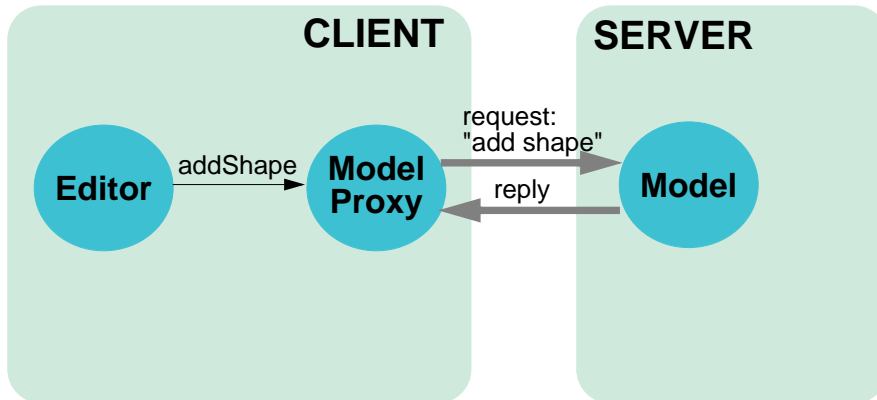 CLIENT
SERVER
Editor
addShape
Model
Proxy
request:
"add shape"
reply
Model